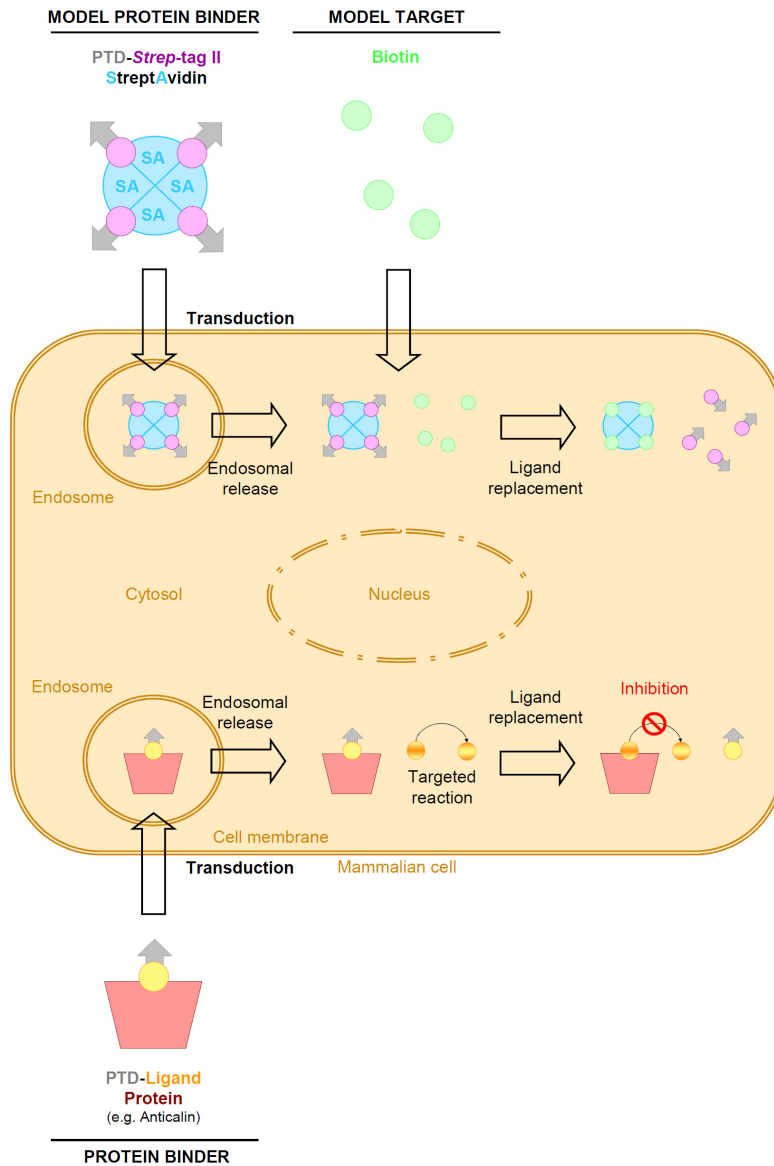 MODEL PROTEIN BINDER
MODEL TARGET
PTD-Strep-tag II
StreptAvidin
Biotin
SA
SA
SA
SA
Transduction
Endosomal
release
Ligand
replacement
Endosome
Cytosol
Nucleus
Endosome
Endosomal
release
Ligand
replacement
Inhibition
Targeted
reaction
Cell membrane
Transduction
Mammalian cell
PTD-Ligand
Protein
(e.g. Anticalin)
PROTEIN BINDER